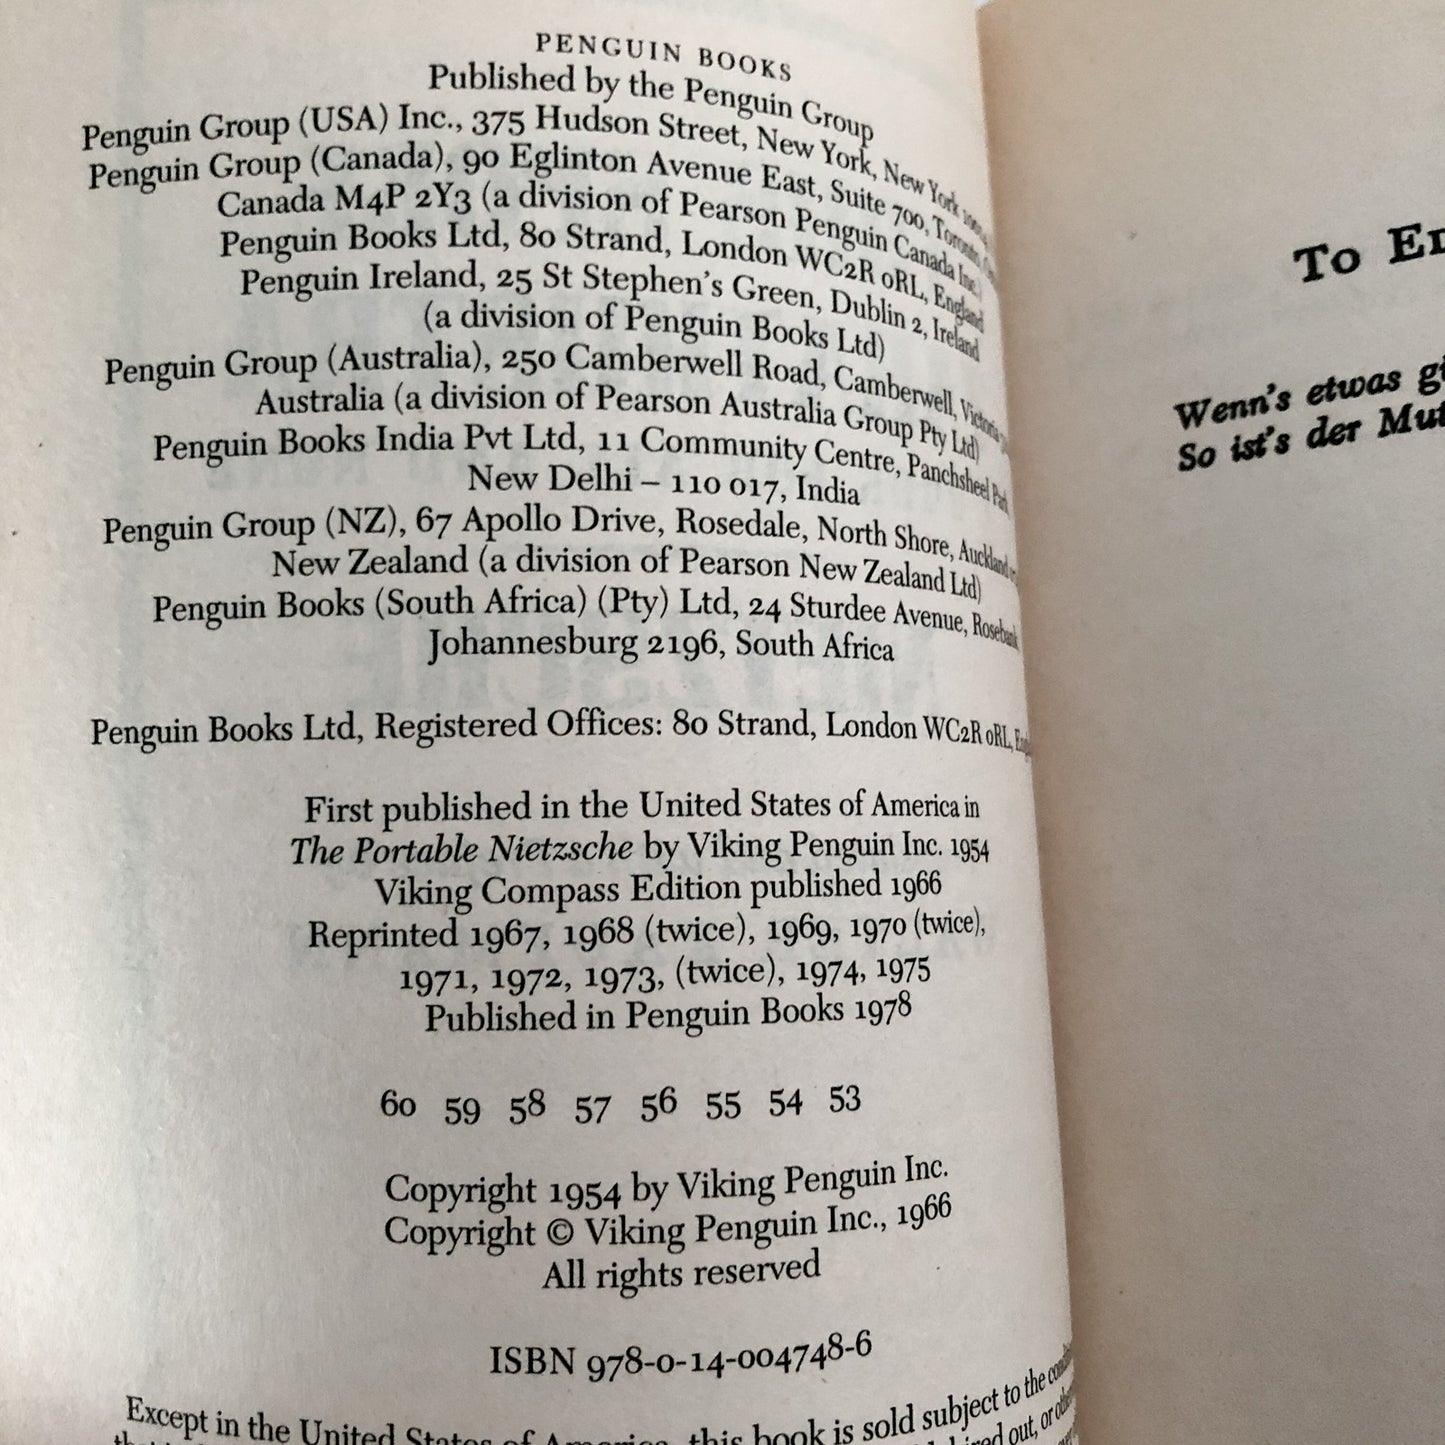 PENGUIN BOOKS
Published by the Penguin Group
Penguin Group (USA) Inc., 375 Hudson Street, New York, New York
Penguin Group (Canada), 90 Eglinton Avenue East, Suite 700, Toronto,
Canada M4P 2Y3 (a division of Pearson Penguin Canada Inc.)
Penguin Books Ltd, 80 Strand, London WC2R 0RL, England
Penguin Ireland, 25 St Stephen's Green, Dublin 2, Ireland
(a division of Penguin Books Ltd)
Penguin Group (Australia), 250 Camberwell Road, Camberwell, Victoria
Australia (a division of Pearson Australia Group Pty Ltd)
Penguin Books India Pvt Ltd, 11 Community Centre, Panchsheel Park
New Delhi – 110 017, India
Penguin Group (NZ), 67 Apollo Drive, Rosedale, North Shore, Auckland
New Zealand (a division of Pearson New Zealand Ltd)
Penguin Books (South Africa) (Pty) Ltd, 24 Sturdee Avenue, Rosebank
Johannesburg 2196, South Africa
Penguin Books Ltd, Registered Offices: 80 Strand, London WC2R 0RL,
First published in the United States of America in
The Portable Nietzsche by Viking Penguin Inc. 1954
Viking Compass Edition published 1966
Reprinted 1967, 1968 (twice), 1969, 1970 (twice),
1971, 1972, 1973, (twice), 1974, 1975
Published in Penguin Books 1978
60 59 58 57 56 55 54 53
Copyright 1954 by Viking Penguin Inc.
Copyright © Viking Penguin Inc., 1966
All rights reserved
ISBN 978-0-14-004748-6
Except in the United States of America, this book is sold subject to the
out, or
To
Wenn's etwas
So ist's der